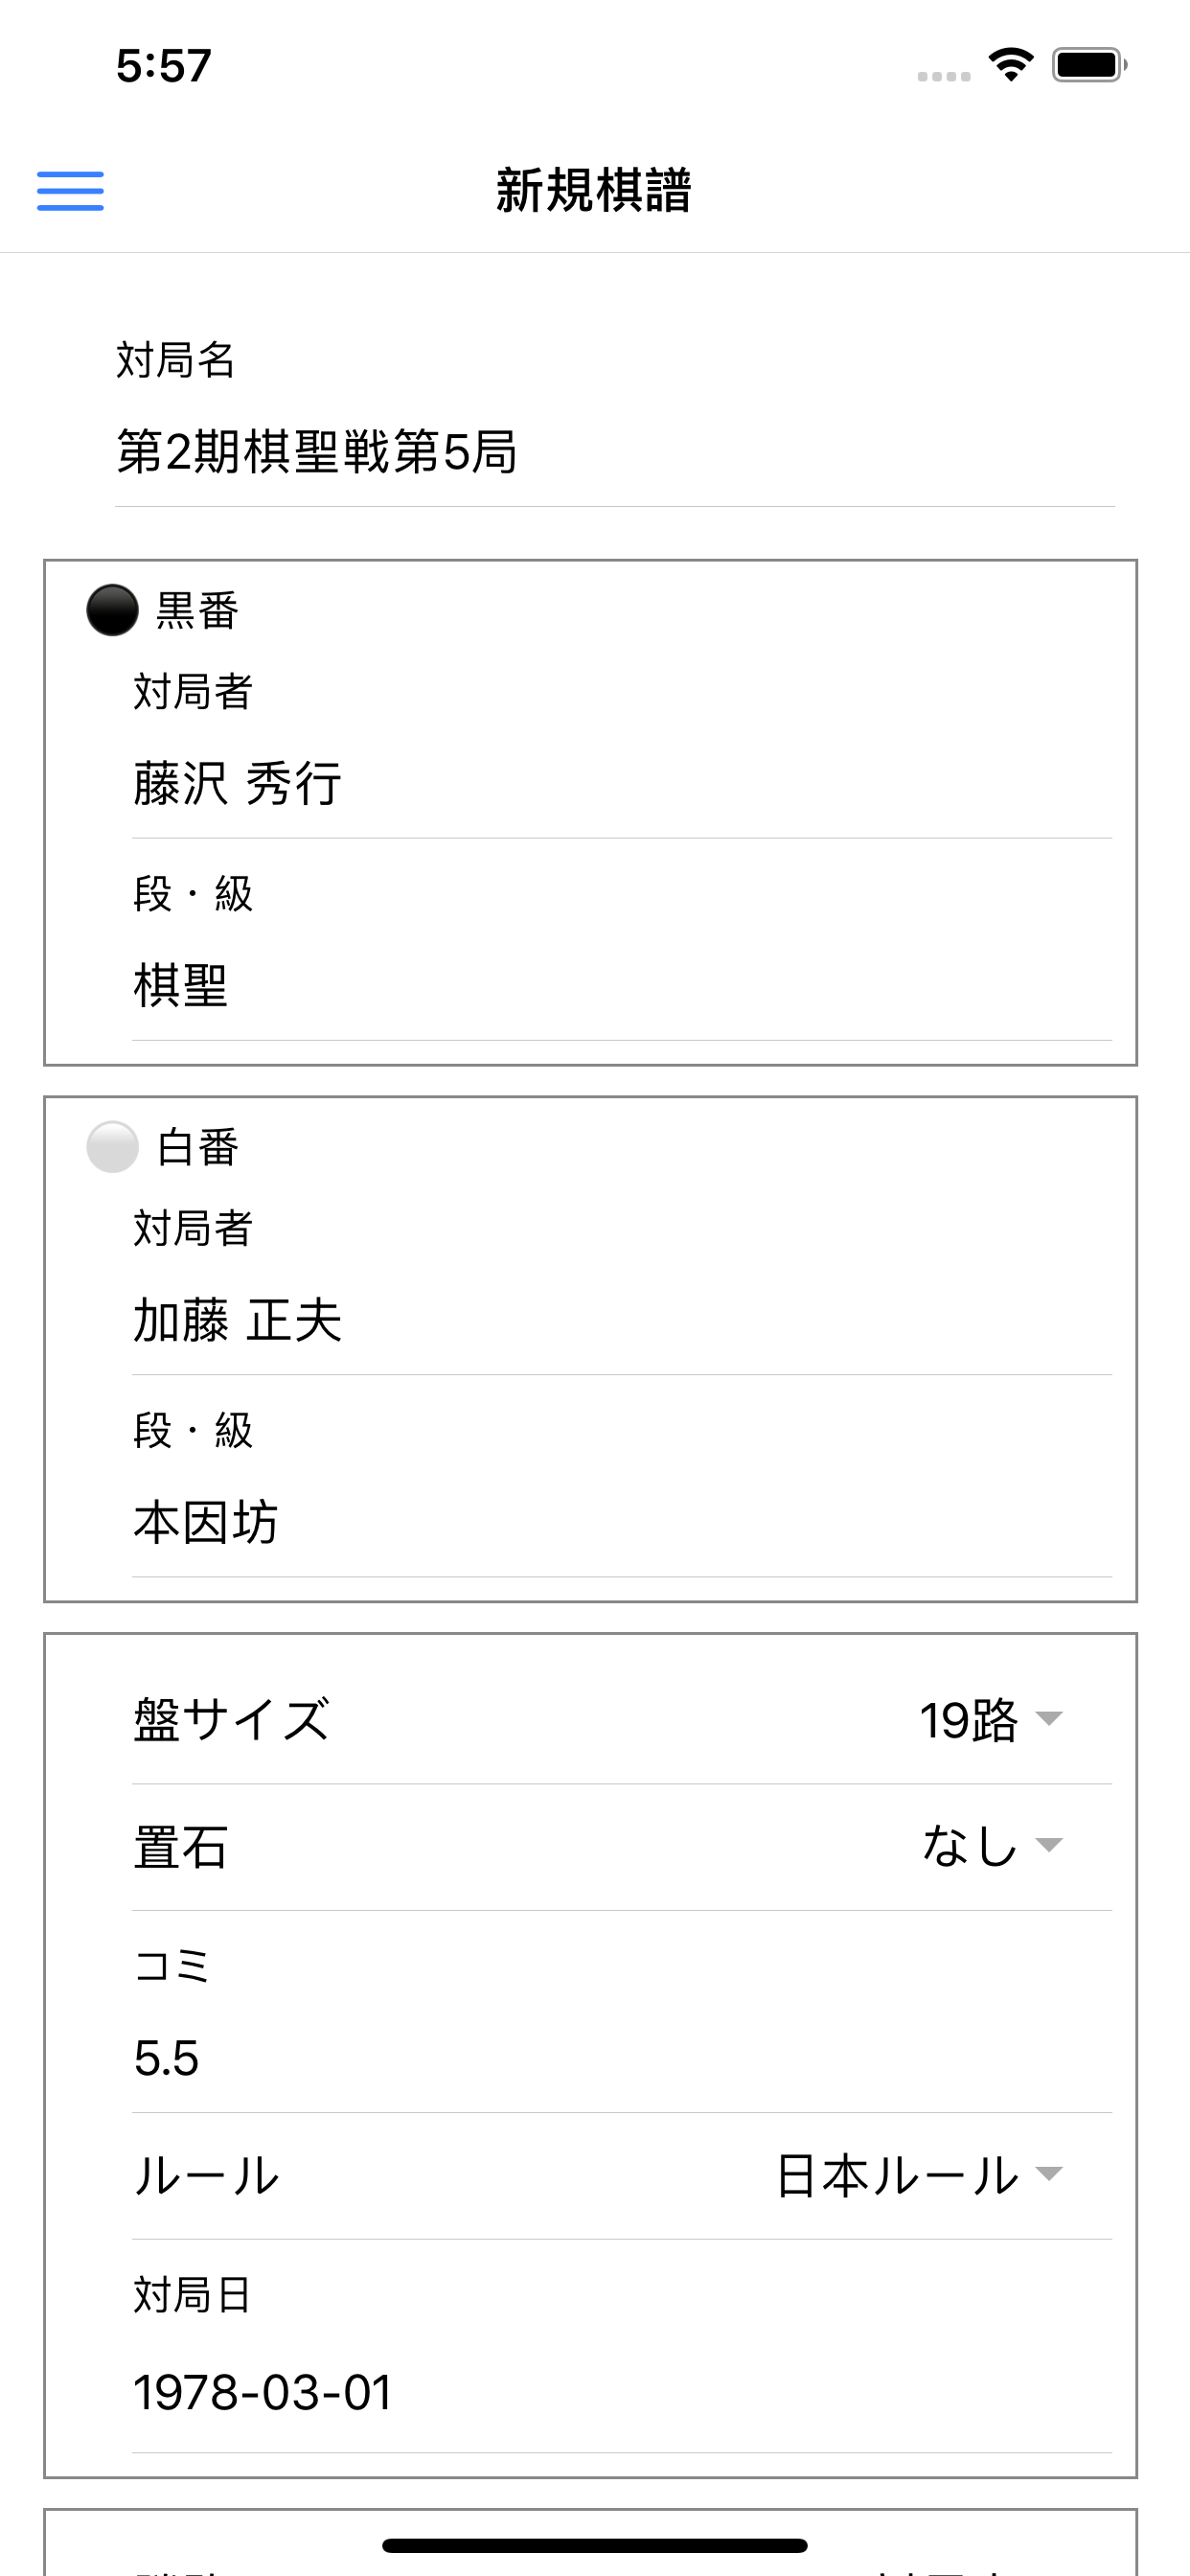 5:57
新規棋譜
対局名
第2期棋聖戦第5局
黒番
対局者
藤沢 秀行
段・級
棋聖
白番
対局者
加藤 正夫
段・級
本因坊
盤サイズ 19路
置石 なし
コミ
5.5
ルール 日本ルール
対局日
1978-03-01